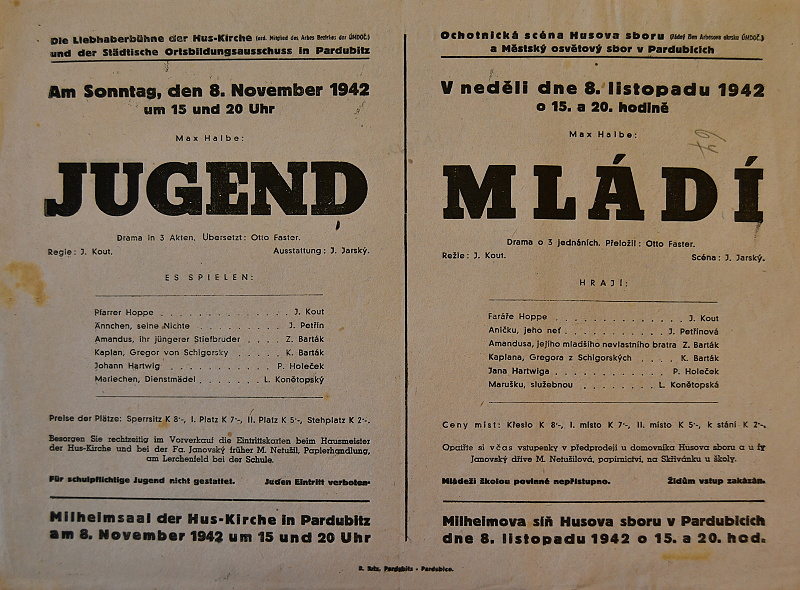 Die Liebhaberbühne der Hus-Kirche (ord. Mitglied des Arbes Bezirkes der ÚMDOČ.)
und der Städtische Ortsbildungsausschuss in Pardubitz
Am Sonntag, den 8. November 1942
um 15 und 20 Uhr
Max Halbe:
JUGEND
Drama in 3 Akten. Übersetzt: Otto Faster.
Regie: J. Kout. Ausstattung: J. Jarský.
ES SPIELEN:
Pfarrer Hoppe . . . . . . . . . . . . . J. Kout
Ännchen, seine Nichte . . . . . . . . . J. Petřín
Amandus, ihr jüngerer Stiefbruder . . . . Z. Barták
Kaplan, Gregor von Schigorsky . . . . . K. Barták
Johann Hartwig . . . . . . . . . . . P. Holeček
Mariechen, Dienstmädel . . . . . . . L. Konětopský
Preise der Plätze: Sperrsitz K 8·-, I. Platz K 7·-, II. Platz K 5·-, Stehplatz K 2·-.
Besorgen Sie rechtzeitig im Vorverkauf die Eintrittskarten beim Hausmeister
der Hus-Kirche und bei der Fa. Janovský früher M. Netušil, Papierhandlung,
am Lerchenfeld bei der Schule.
Für schulpflichtige Jugend nicht gestattet. Juden Eintritt verboten·
Milheimsaal der Hus-Kirche in Pardubitz
am 8. November 1942 um 15 und 20 Uhr
Ochotnická scéna Husova sboru (řádný člen Arbesova okrsku ÚMDOČ.)
a Městský osvětový sbor v Pardubicích
V neděli dne 8. listopadu 1942
o 15. a 20. hodině
67
Max Halbe:
MLÁDÍ
Drama o 3 jednáních. Přeložil: Otto Faster.
Režie: J. Kout. Scéna: J. Jarský.
HRAJÍ:
Faráře Hoppe . . . . . . . . . . . . . J. Kout
Aničku, jeho neť . . . . . . . . . . . J. Petřínová
Amandusa, jejího mladšího nevlastního bratra Z. Barták
Kaplana, Gregora z Schigorských . . . . K. Barták
Jana Hartwiga . . . . . . . . . . . P. Holeček
Marušku, služebnou . . . . . . . . L. Konětopská
Ceny míst: Křeslo K 8·-, I. místo K 7·-, II. místo K 5·-, k stání K 2·-,
Opatřte si včas vstupenky v předprodeji u domovníka Husova sboru a u fy
Janovský dříve M. Netušilová, papírnictví, na Skřivánku u školy.
Mládeži školou povinné nepřístupno. Židům vstup zakázán.
Milheimova síň Husova sboru v Pardubicích
dne 8. listopadu 1942 o 15. a 20. hod.
Pardubitz - Pardubice.